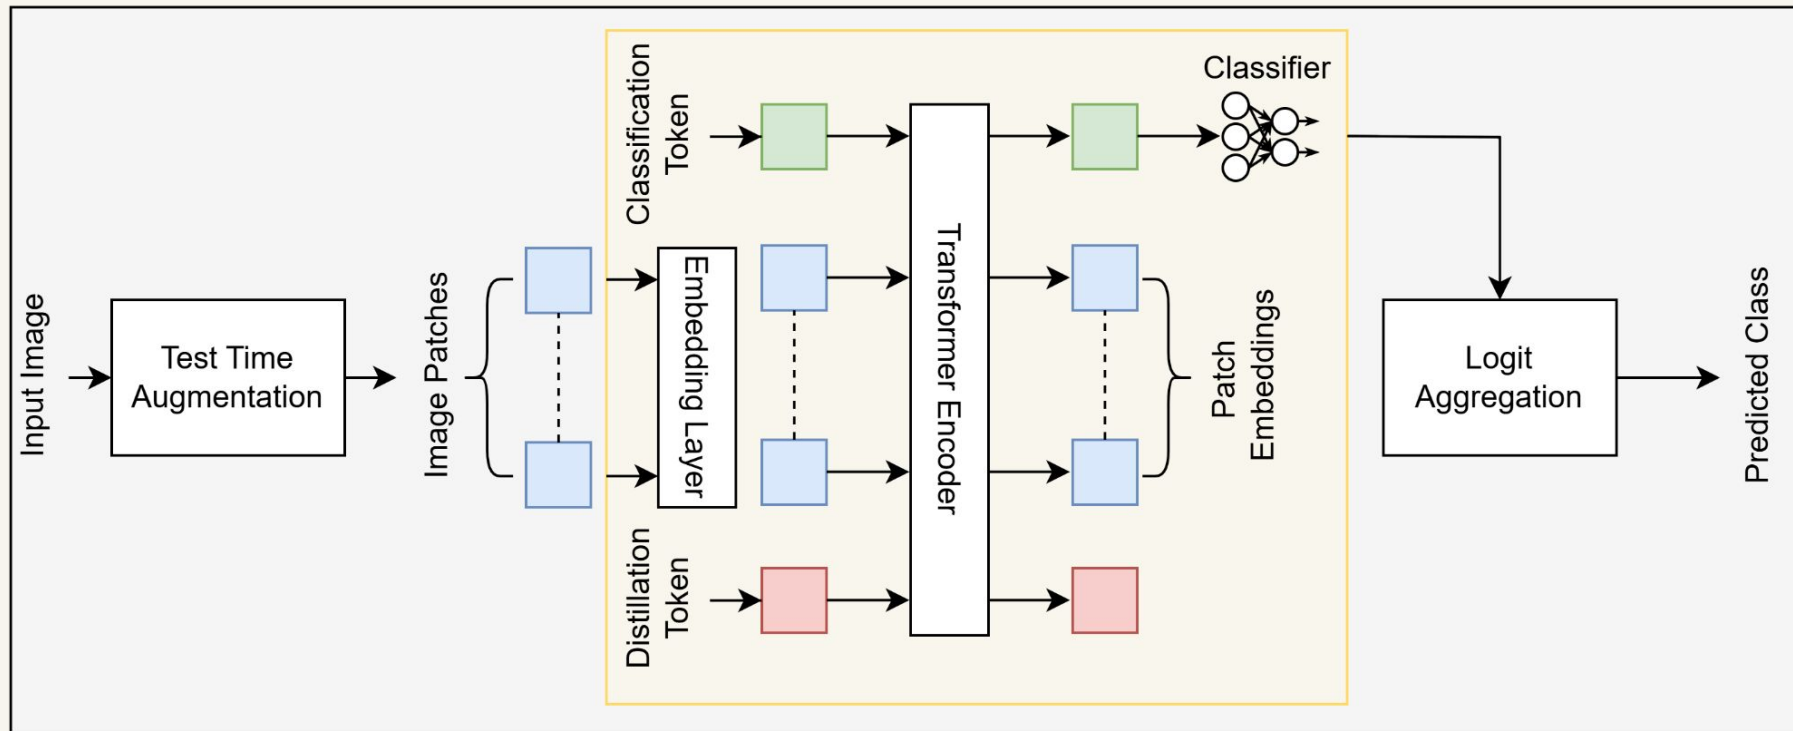 Input Image
Test Time
Augmentation
Image Patches
Classification
Token
Embedding Layer
Distillation
Token
Transformer Encoder
Classifier
Patch
Embeddings
Logit
Aggregation
Predicted Class